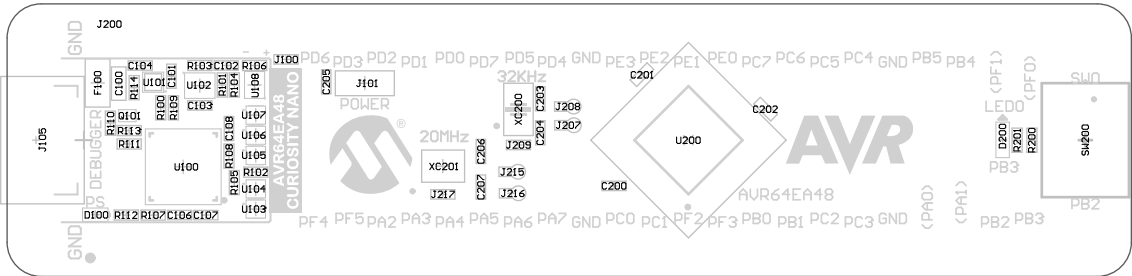 J200
GND
PD6 PD3 PD2 PD1 PD0 PD7 PD5 PD4 GND PE3 PE2 PE1 PE0 PC7 PC6 PC5 PC4 GND PB5 PB4 (PF1) (PF0)
- + J100
C104 R103 C102 R106
F100 C100 R114 U101 C101 U102 R101 R104 U108
C205 J101 POWER
32KHz
XC200 C203 J208
C201 C202
SW0
LED0
R100 R109 C103 U107
R110 Q101
R113
R111
C108 U106
U105
R108
R102
R105
U104
U103
U100
J105
DEBUGGER
PS
AVR64EA48
CURIOSITY NANO
20MHz
XC201
J217
C206
C207
C204
J207
J209
J215
J216
C200
U200
AVR64EA48
AVR
D200 R201 R200
PB3
SW200
PB2
D100 R112 R107 C106 C107
GND
PF4 PF5 PA2 PA3 PA4 PA5 PA6 PA7 GND PC0 PC1 PF2 PF3 PB0 PB1 PC2 PC3 GND (PA0) (PA1) PB2 PB3